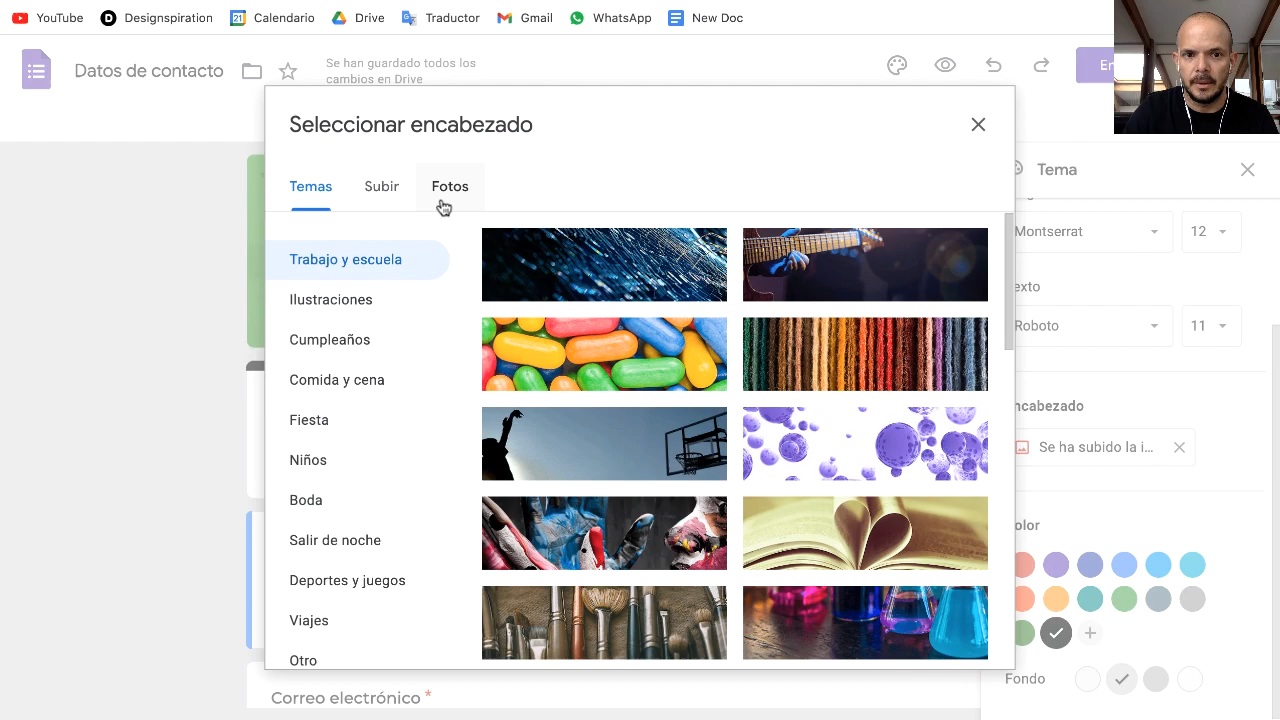 YouTube
Designspiration
Calendario
Drive
Traductor
Gmail
WhatsApp
New Doc
Datos de contacto
Se han guardado todos los
cambios en Drive
Seleccionar encabezado
Temas
Subir
Fotos
Trabajo y escuela
Ilustraciones
Cumpleaños
Comida y cena
Fiesta
Niños
Boda
Salir de noche
Deportes y juegos
Viajes
Otro
Tema
Montserrat
12
exto
Roboto
11
ncabezado
Se ha subido la i...
olor
Fondo
Correo electrónico *